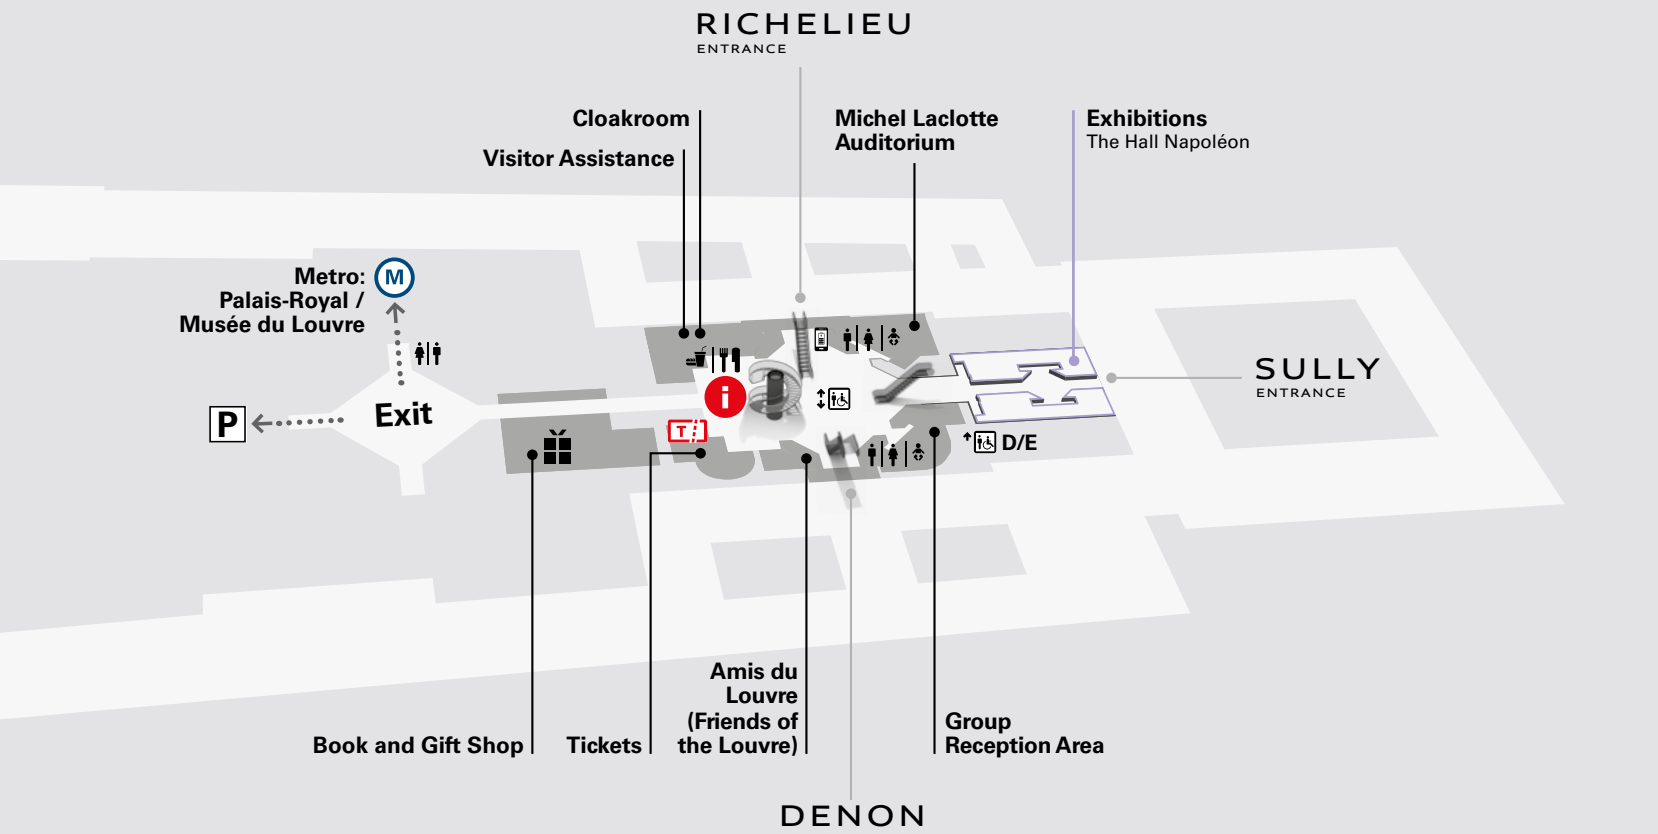 RICHELIEU
ENTRANCE
Cloakroom
Visitor Assistance
Michel Laclotte
Auditorium
Exhibitions
The Hall Napoléon
Metro:
Palais-Royal /
Musée du Louvre
M
P
Exit
i
T
SULLY
ENTRANCE
D/E
Book and Gift Shop
Tickets
Amis du
Louvre
(Friends of
the Louvre)
Group
Reception Area
DENON